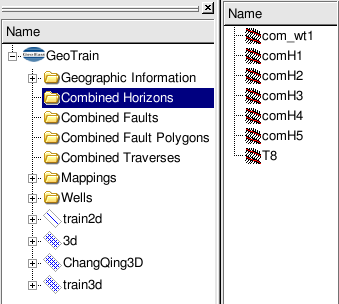 Name
GeoTrain
Geographic Information
Combined Horizons
Combined Faults
Combined Fault Polygons
Combined Traverses
Mappings
Wells
train2d
3d
ChangQing3D
train3d
Name
com_wt1
comH1
comH2
comH3
comH4
comH5
T8